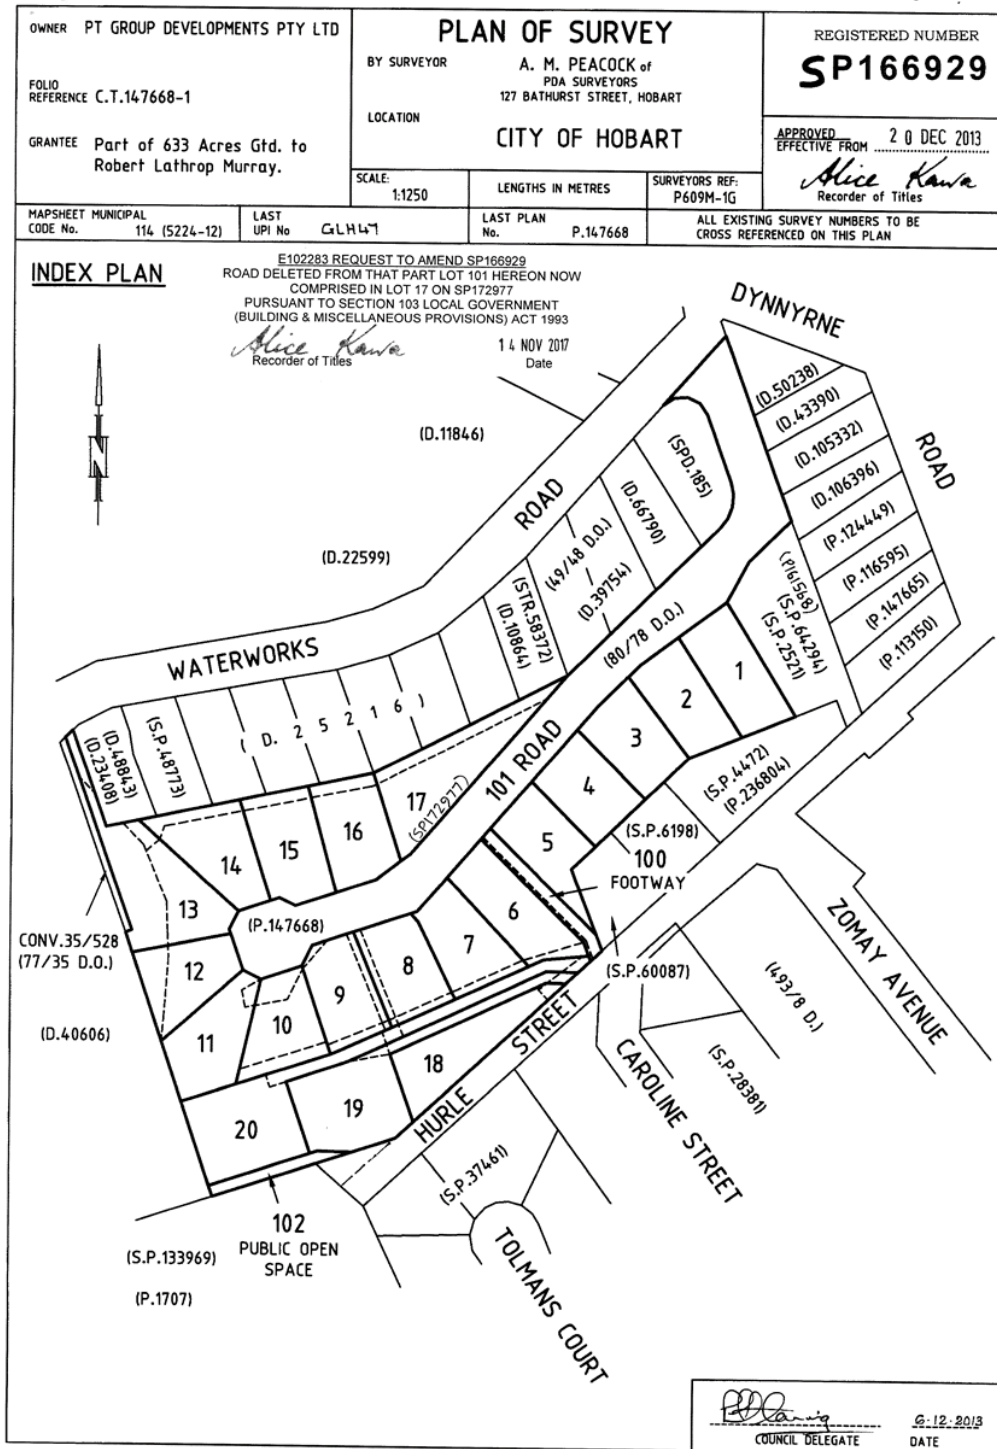 OWNER PT GROUP DEVELOPMENTS PTY LTD
FOLIO
REFERENCE C.T.147668-1
GRANTEE Part of 633 Acres Gtd. to
Robert Lathrop Murray.
PLAN OF SURVEY
BY SURVEYOR A. M. PEACOCK of
PDA SURVEYORS
127 BATHURST STREET, HOBART
LOCATION
CITY OF HOBART
REGISTERED NUMBER
SP166929
APPROVED
EFFECTIVE FROM 20 DEC 2013
Alice Kawa
Recorder of Titles
SCALE:
1:1250
LENGTHS IN METRES
SURVEYORS REF:
P609M-1G
MAPSHEET MUNICIPAL
CODE No. 114 (5224-12)
LAST
UPI No GLH47
LAST PLAN
No. P.147668
ALL EXISTING SURVEY NUMBERS TO BE
CROSS REFERENCED ON THIS PLAN
INDEX PLAN
E102283 REQUEST TO AMEND SP166929
ROAD DELETED FROM THAT PART LOT 101 HEREON NOW
COMPRISED IN LOT 17 ON SP172977
PURSUANT TO SECTION 103 LOCAL GOVERNMENT
(BUILDING & MISCELLANEOUS PROVISIONS) ACT 1993
Alice Kawa
Recorder of Titles
14 NOV 2017
Date
N
DYNNYRNE
ROAD
(D.50238)
(D.43390)
(D.105332)
(D.106396)
(P.124449)
(P.116595)
(P.147665)
(P.113150)
(D.11846)
(D.22599)
WATERWORKS
ROAD
(SPD.185)
(D.66790)
(49/48 D.O.)
(D.39754)
(STR.58372)
(D.10864)
(80/78 D.O.)
(P161568)
(S.P.64294)
(S.P.2521)
(D.25216)
(S.P.48773)
(D.48843)
(D.23408)
1
2
3
4
5
(S.P.4472)
(P.236804)
(S.P.6198)
100
FOOTWAY
101 ROAD
17
(SP172977)
16
15
14
13
12
11
10
9
8
7
6
(P.147668)
CONV.35/528
(77/35 D.O.)
(D.40606)
(S.P.60087)
ZOMAY AVENUE
(493/8 D.)
(S.P.28381)
CAROLINE STREET
HURLE STREET
18
19
20
(S.P.37461)
TOLMANS COURT
102
PUBLIC OPEN
SPACE
(S.P.133969)
(P.1707)
COUNCIL DELEGATE
6-12-2013
DATE